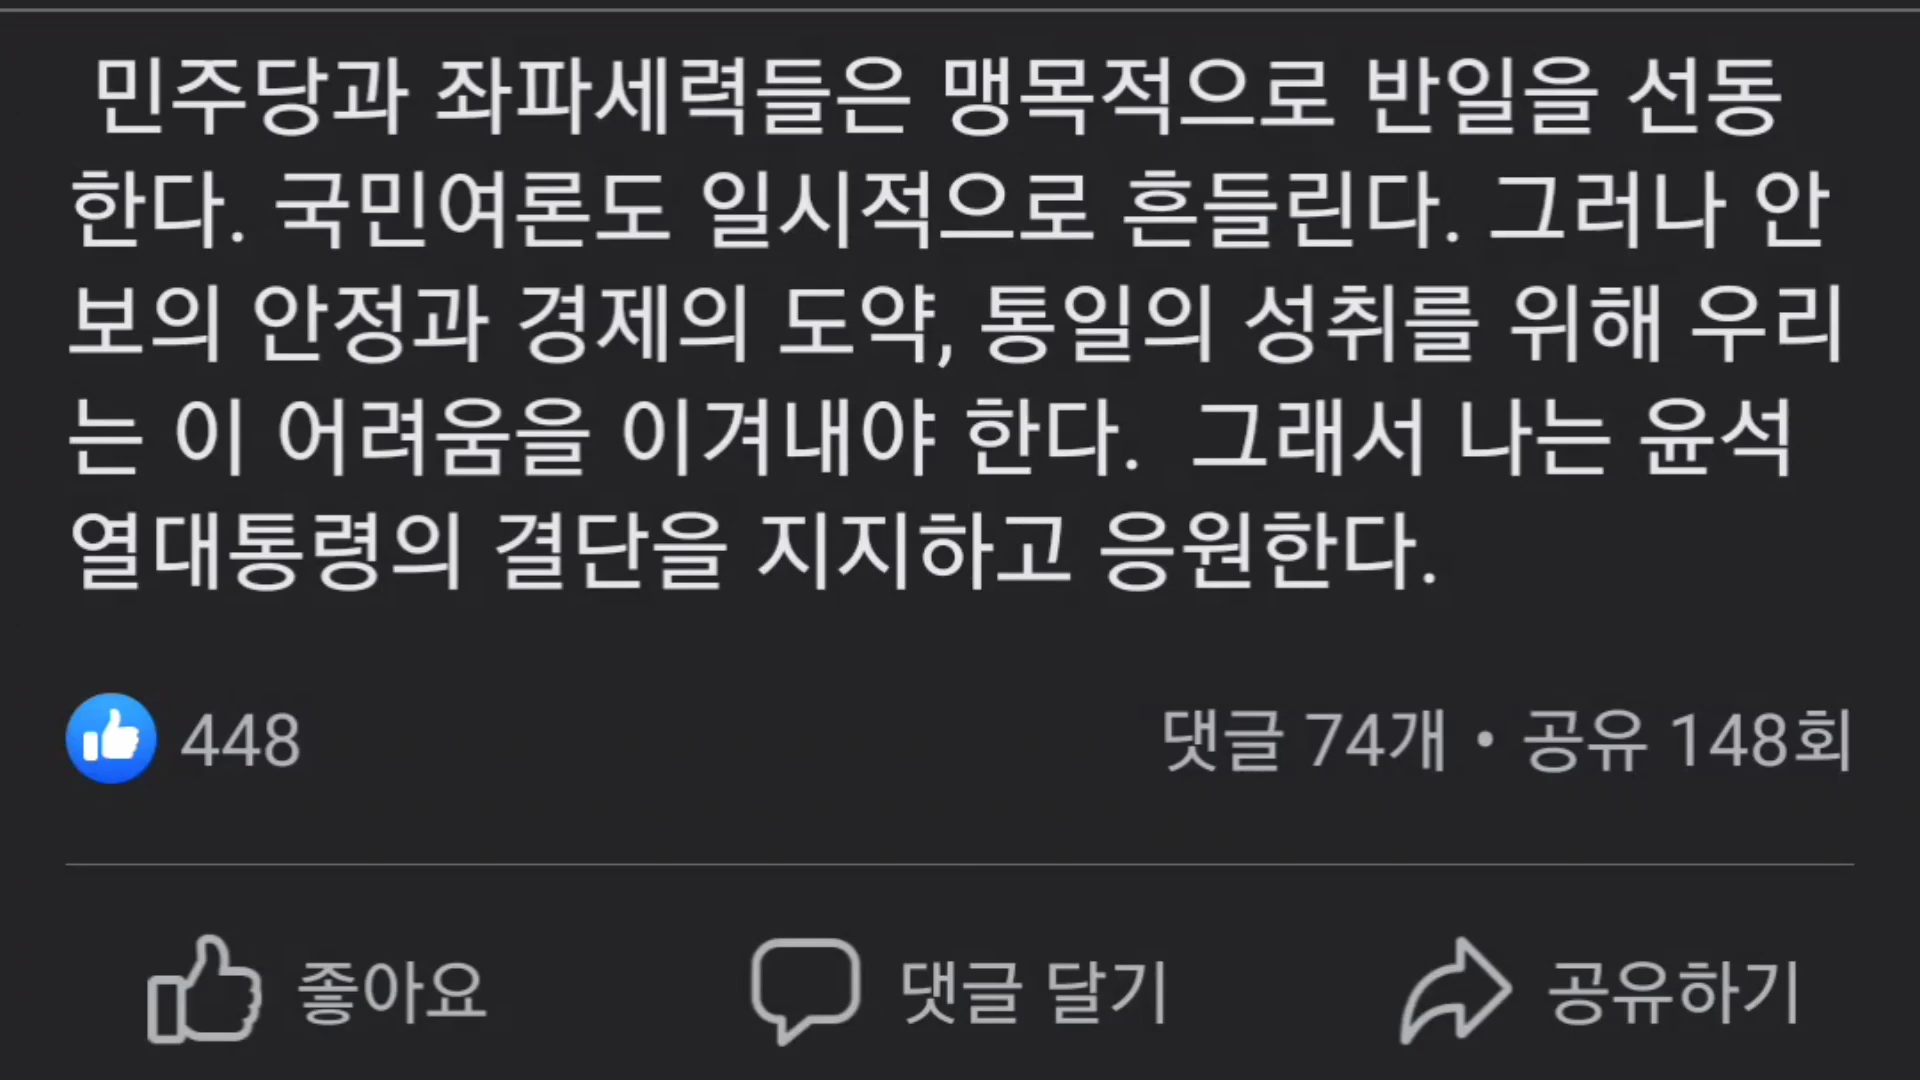 민주당과 좌파세력들은 맹목적으로 반일을 선동
한다. 국민여론도 일시적으로 흔들린다. 그러나 안
보의 안정과 경제의 도약, 통일의 성취를 위해 우리
는 이 어려움을 이겨내야 한다.  그래서 나는 윤석
열대통령의 결단을 지지하고 응원한다.
448 댓글 74개 • 공유 148회
좋아요 댓글 달기 공유하기